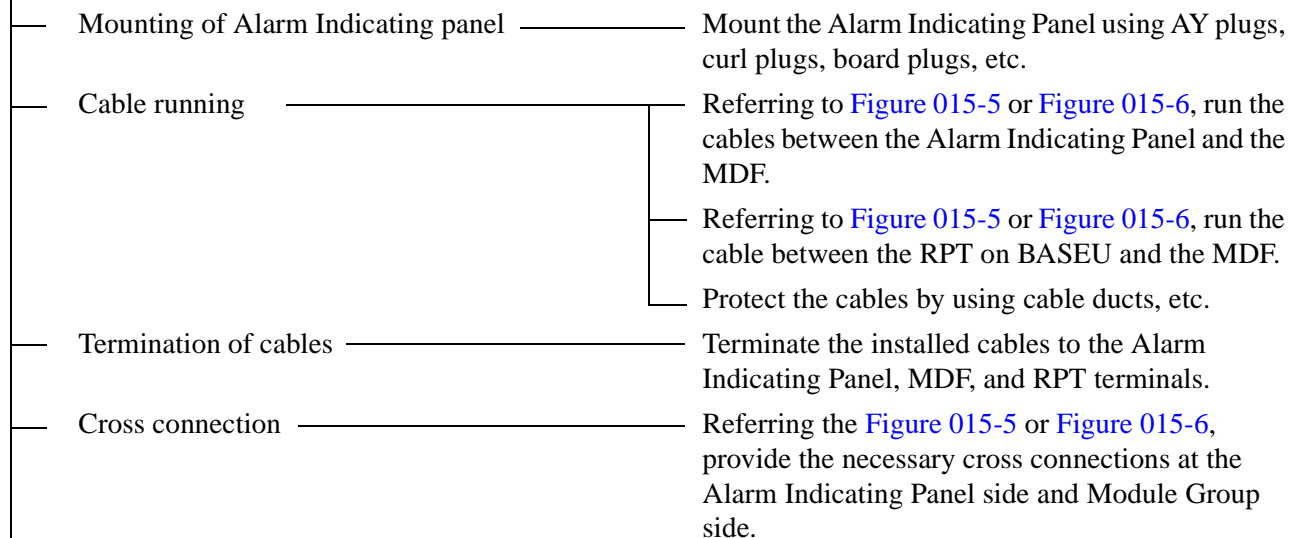 Mounting of Alarm Indicating panel
Mount the Alarm Indicating Panel using AY plugs,
curl plugs, board plugs, etc.
Cable running
Referring to Figure 015-5 or Figure 015-6, run the
cables between the Alarm Indicating Panel and the
MDF.
Referring to Figure 015-5 or Figure 015-6, run the
cable between the RPT on BASEU and the MDF.
Protect the cables by using cable ducts, etc.
Termination of cables
Terminate the installed cables to the Alarm
Indicating Panel, MDF, and RPT terminals.
Cross connection
Referring the Figure 015-5 or Figure 015-6,
provide the necessary cross connections at the
Alarm Indicating Panel side and Module Group
side.